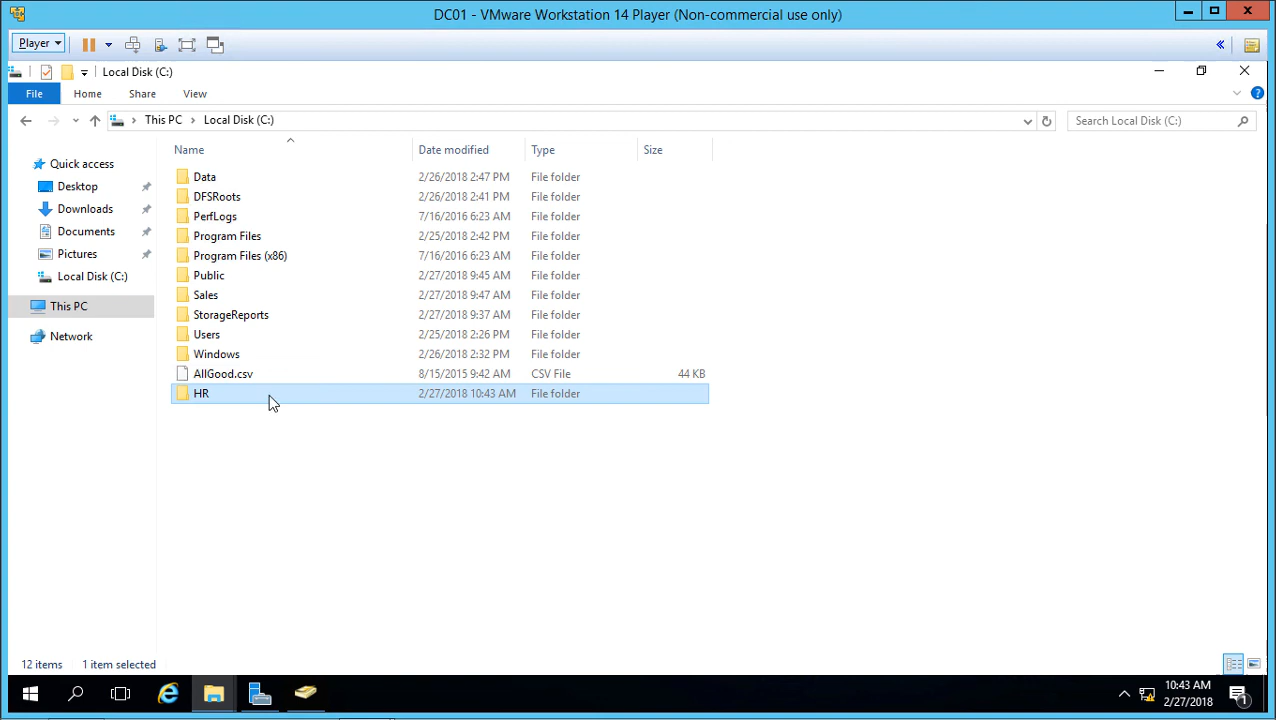 DC01 - VMware Workstation 14 Player (Non-commercial use only)
Player
Local Disk (C:)
File Home Share View
This PC Local Disk (C:) Search Local Disk (C:)
Name Date modified Type Size
Quick access
Desktop
Downloads
Documents
Pictures
Local Disk (C:)
This PC
Network
Data 2/26/2018 2:47 PM File folder
DFSRoots 2/26/2018 2:41 PM File folder
PerfLogs 7/16/2016 6:23 AM File folder
Program Files 2/25/2018 2:42 PM File folder
Program Files (x86) 7/16/2016 6:23 AM File folder
Public 2/27/2018 9:45 AM File folder
Sales 2/27/2018 9:47 AM File folder
StorageReports 2/27/2018 9:37 AM File folder
Users 2/25/2018 2:26 PM File folder
Windows 2/26/2018 2:32 PM File folder
AllGood.csv 8/15/2015 9:42 AM CSV File 44 KB
HR 2/27/2018 10:43 AM File folder
12 items 1 item selected
10:43 AM
2/27/2018
1